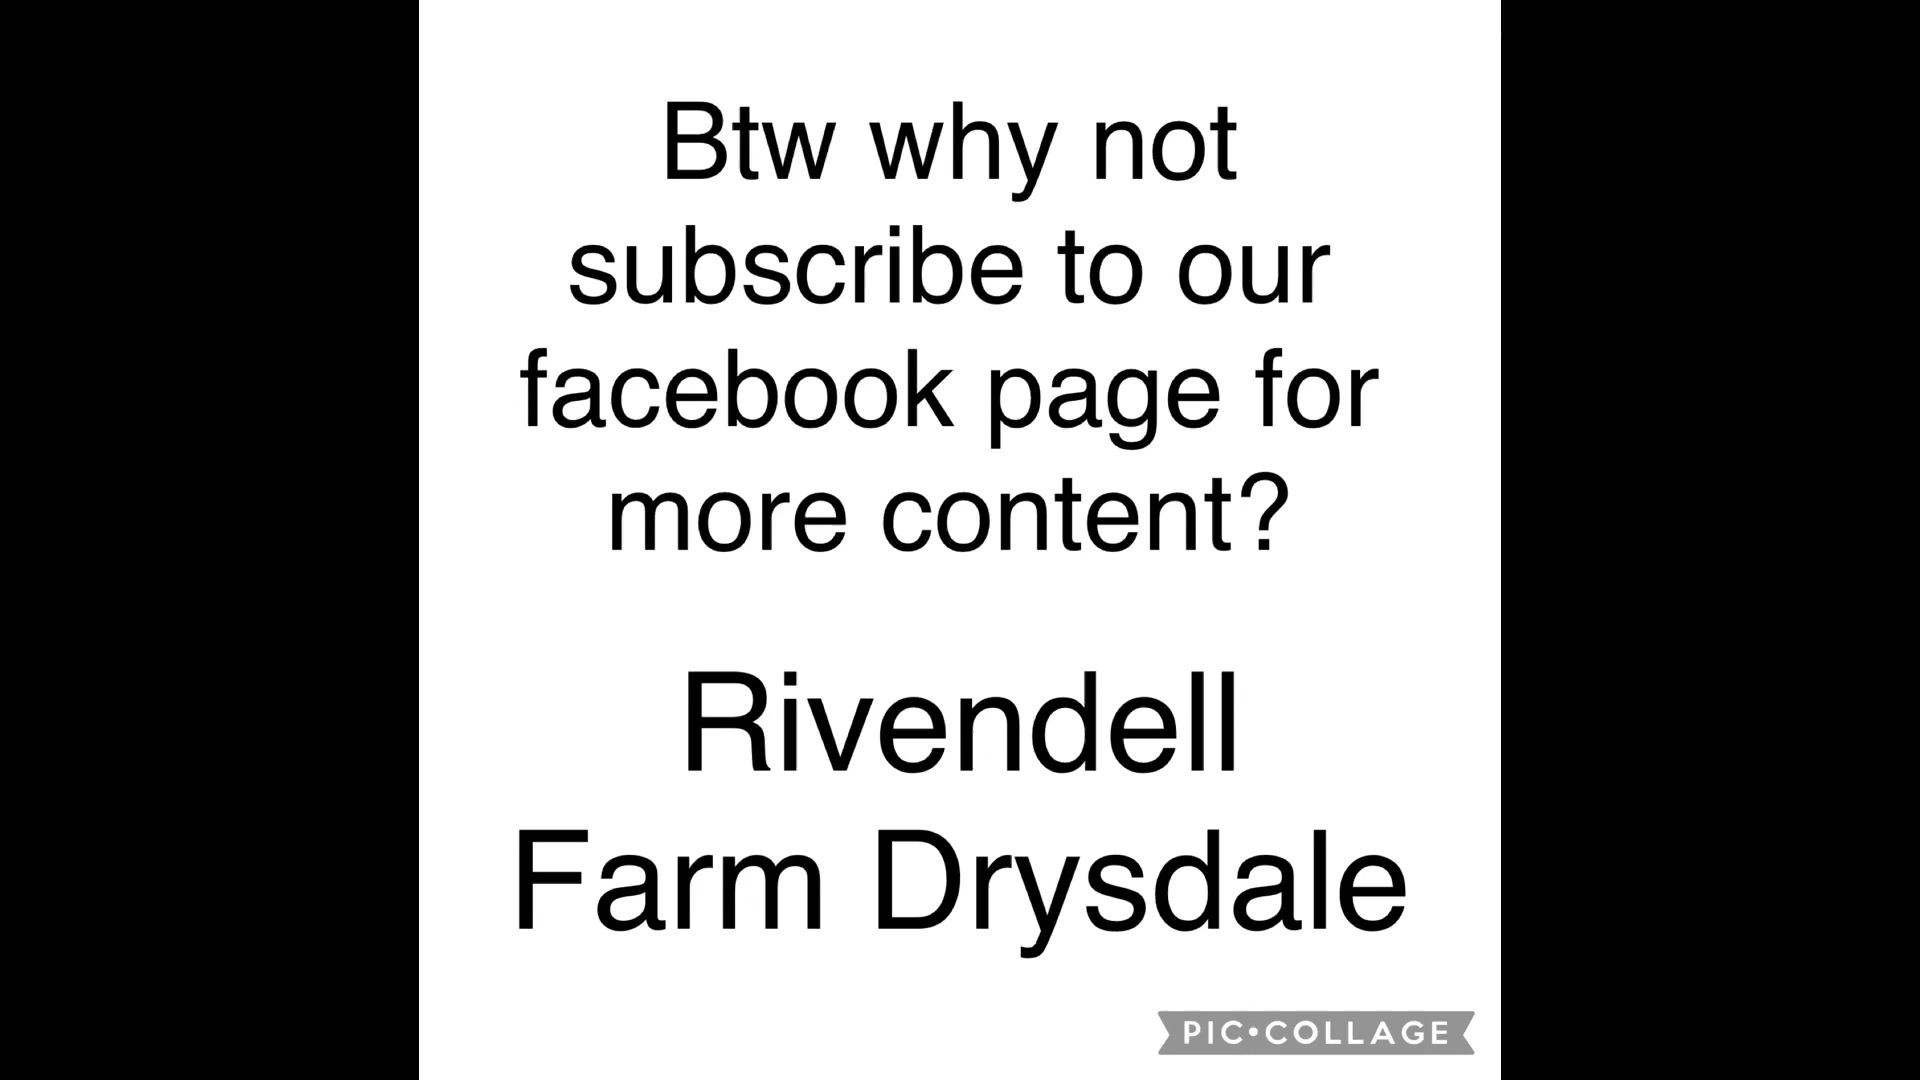 Btw why not
subscribe to our
facebook page for
more content?
Rivendell
Farm Drysdale
PIC•COLLAGE